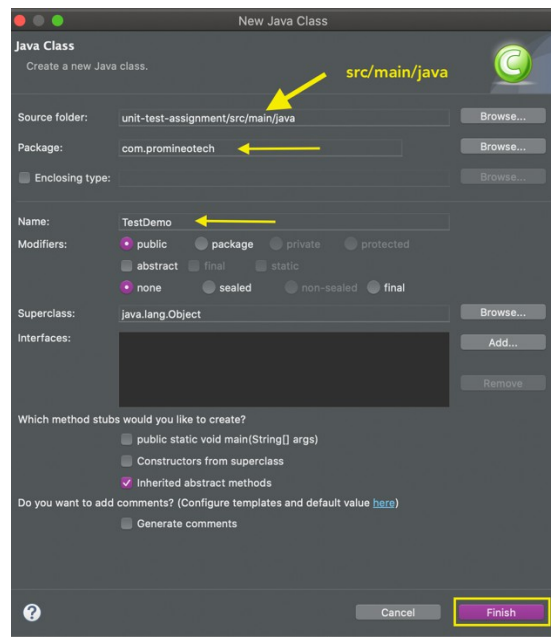 New Java Class
Java Class
Create a new Java class.
src/main/java
Source folder: unit-test-assignment/src/main/java Browse...
Package: com.promineotech Browse...
Enclosing type: Browse...
Name: TestDemo
Modifiers: public package private protected
abstract final static
none sealed non-sealed final
Superclass: java.lang.Object Browse...
Interfaces: Add...
Remove
Which method stubs would you like to create?
public static void main(String[] args)
Constructors from superclass
Inherited abstract methods
Do you want to add comments? (Configure templates and default value here)
Generate comments
? Cancel Finish